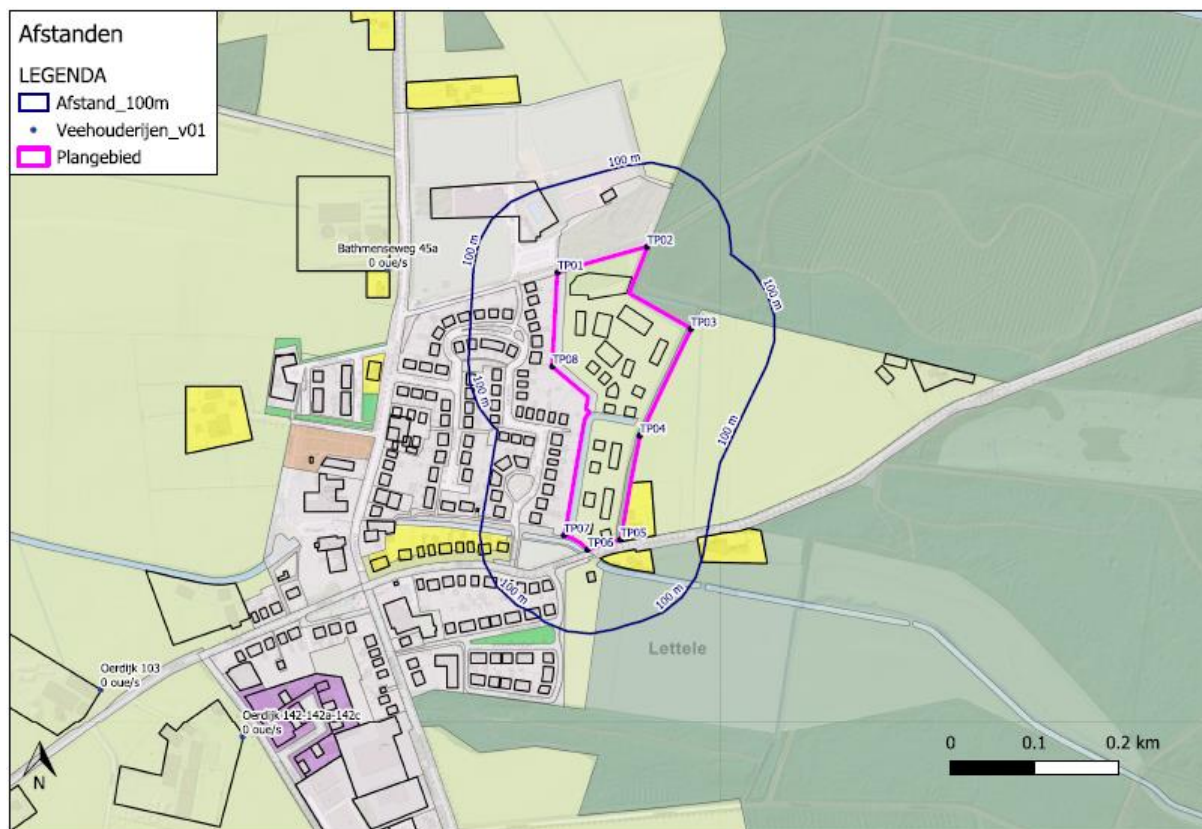 Afstanden
LEGENDA
Afstand_100m
Veehouderijen_v01
Plangebied
100 m
TP02
100 m
Bathmenseweg 45a
0 oue/s
TP01
100 m
TP03
TP08
100 m
100 m
TP04
TP07
TP05
TP06
100 m
100 m
Lettele
Oerdijk 103
0 oue/s
Oerdijk 142-142a-142c
0 oue/s
0 0.1 0.2 km
N